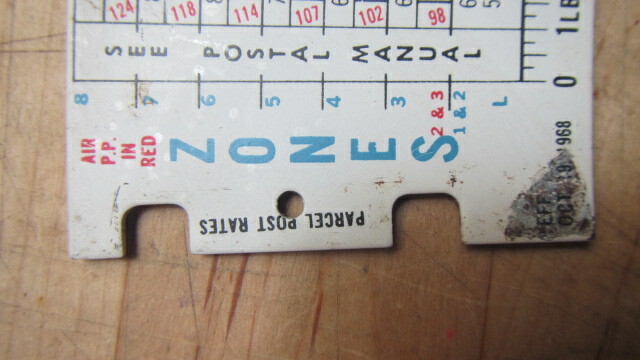 124 118 114 107 102 98
SEE POSTAL MANUAL
0 1LB
8 7 6 5 4 3 2 & 3 1 & 2 L
AIR
P.P.
IN
RED
ZONES
PARCEL POST RATES
EFF.
1968